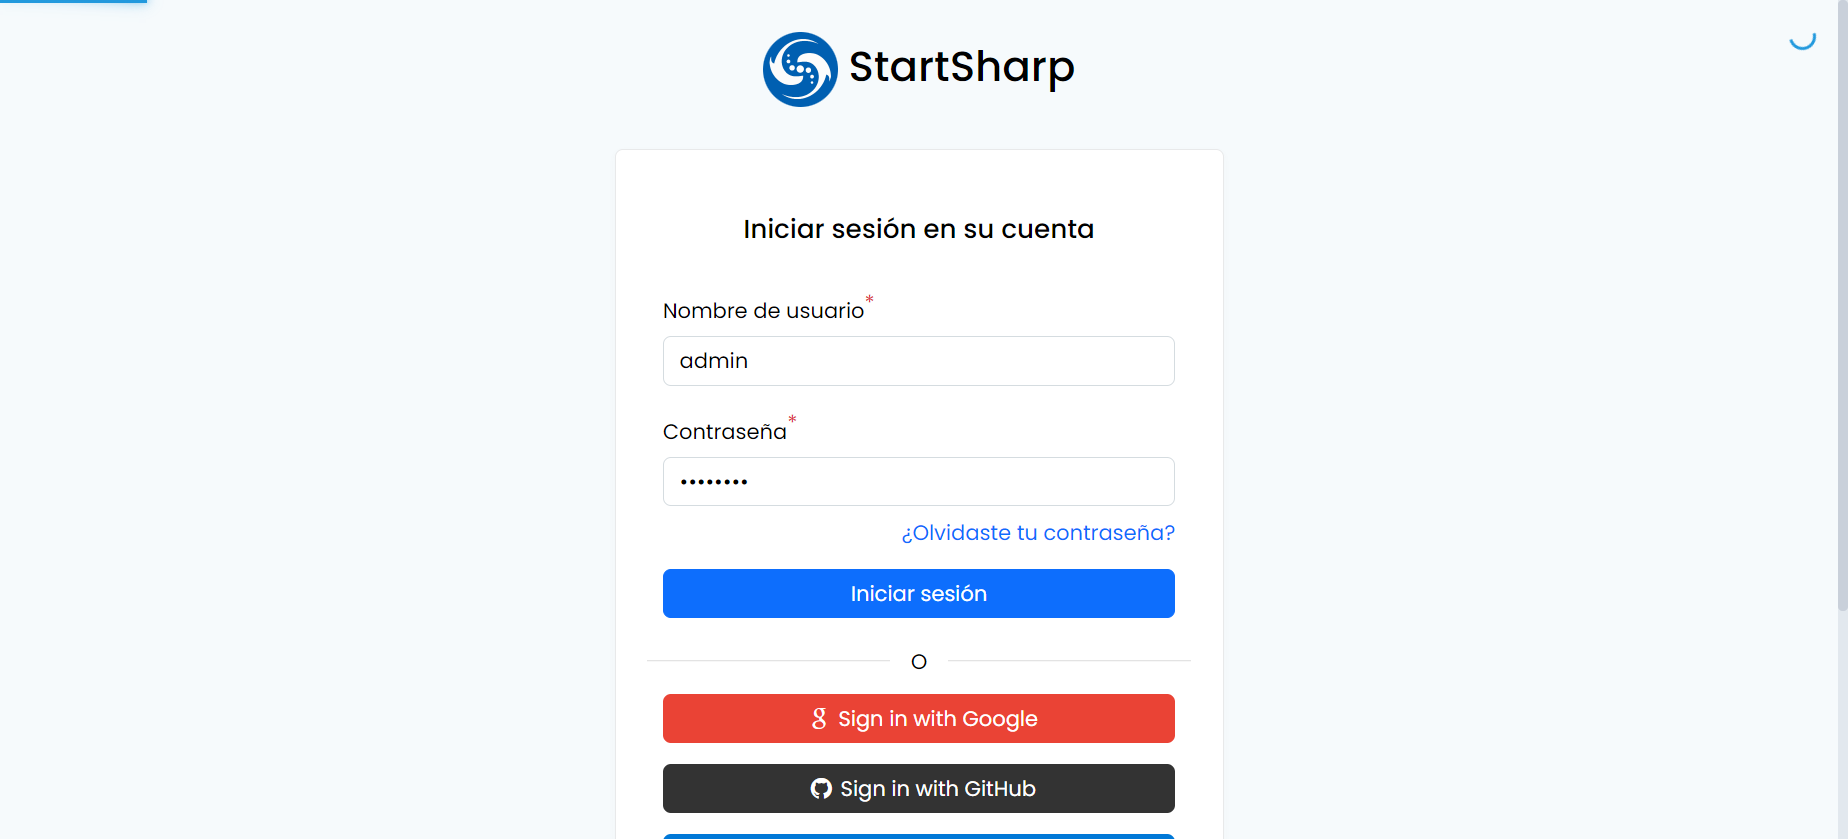 StartSharp
Iniciar sesión en su cuenta
Nombre de usuario*
admin
Contraseña*
••••••••
¿Olvidaste tu contraseña?
Iniciar sesión
O
Sign in with Google
Sign in with GitHub